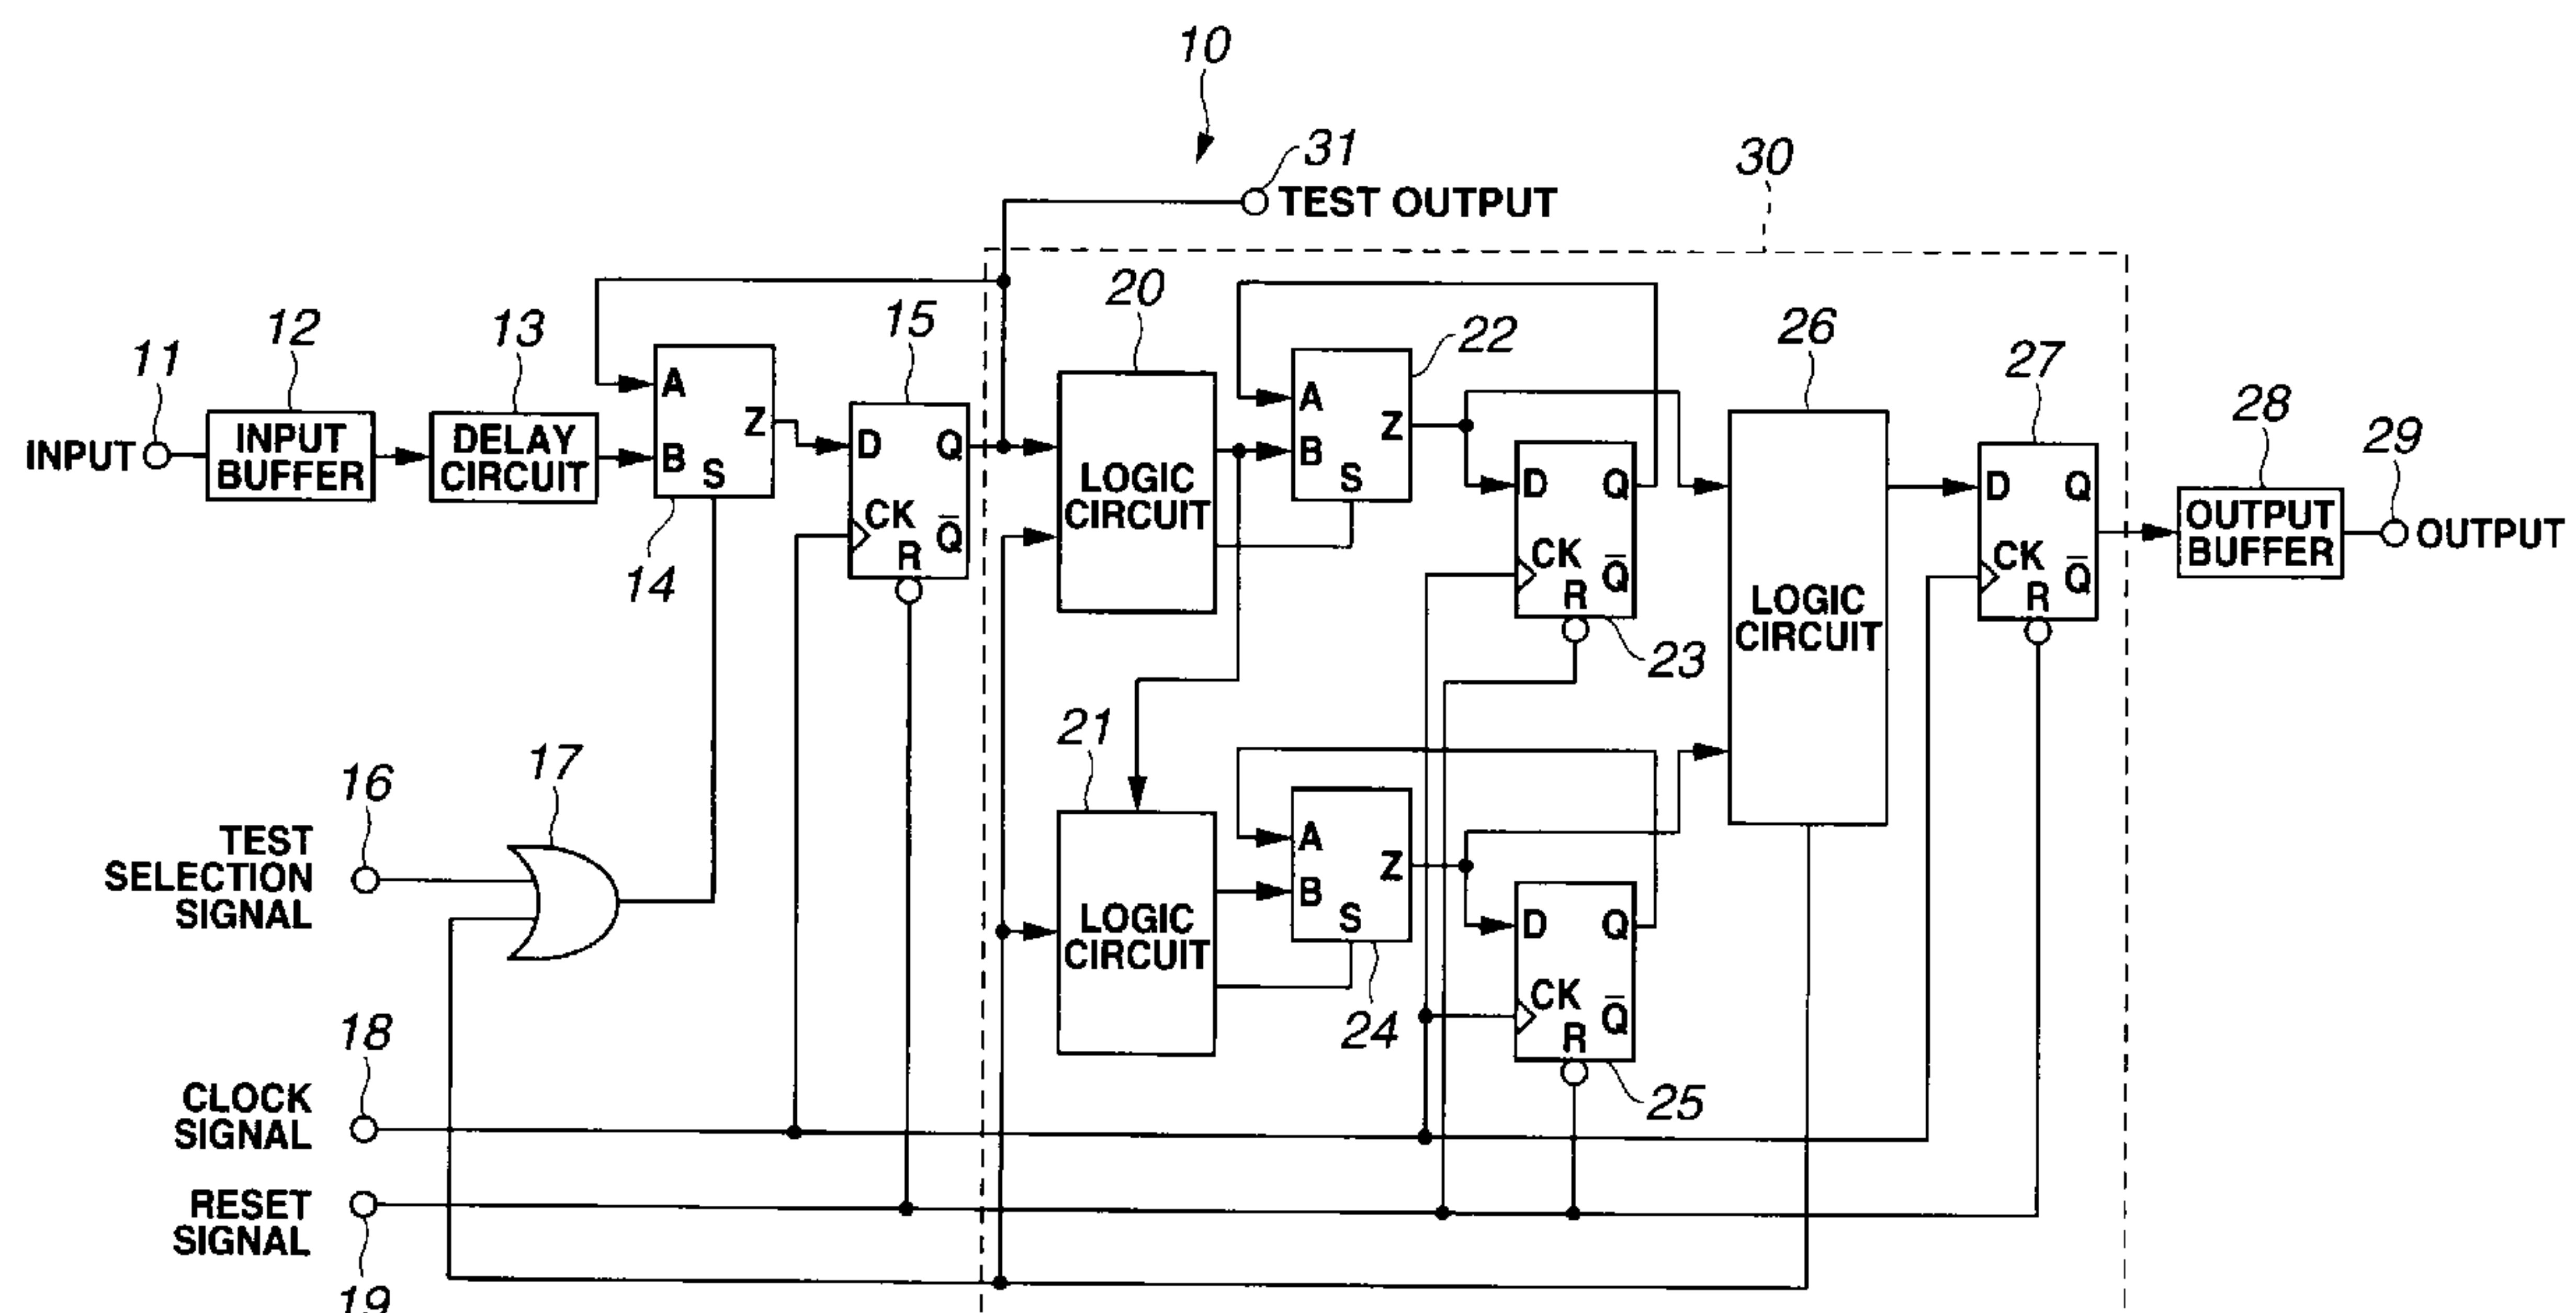 10
31
TEST OUTPUT
30
20
22
26
27
15
11
12
13
28
29
INPUT
INPUT
BUFFER
DELAY
CIRCUIT
A
B
S
Z
14
D
Q
CK
R
Q̅
LOGIC
CIRCUIT
A
B
S
Z
D
Q
CK
R
Q̅
23
LOGIC
CIRCUIT
D
Q
CK
R
Q̅
OUTPUT
BUFFER
OUTPUT
16
17
TEST
SELECTION
SIGNAL
21
LOGIC
CIRCUIT
A
B
S
Z
24
D
Q
CK
R
Q̅
25
18
CLOCK
SIGNAL
RESET
SIGNAL
19